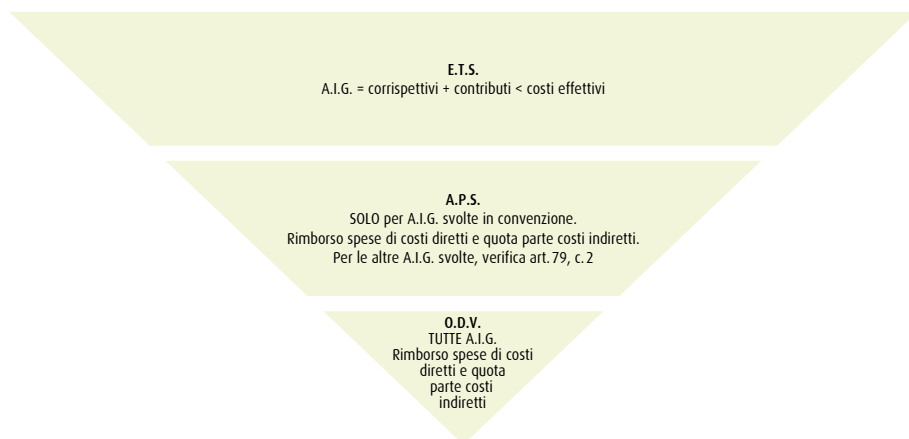 E.T.S.
A.I.G. = corrispettivi + contributi < costi effettivi
A.P.S.
SOLO per A.I.G. svolte in convenzione.
Rimborso spese di costi diretti e quota parte costi indiretti.
Per le altre A.I.G. svolte, verifica art. 79, c. 2
O.D.V.
TUTTE A.I.G.
Rimborso spese di costi
diretti e quota
parte costi
indiretti